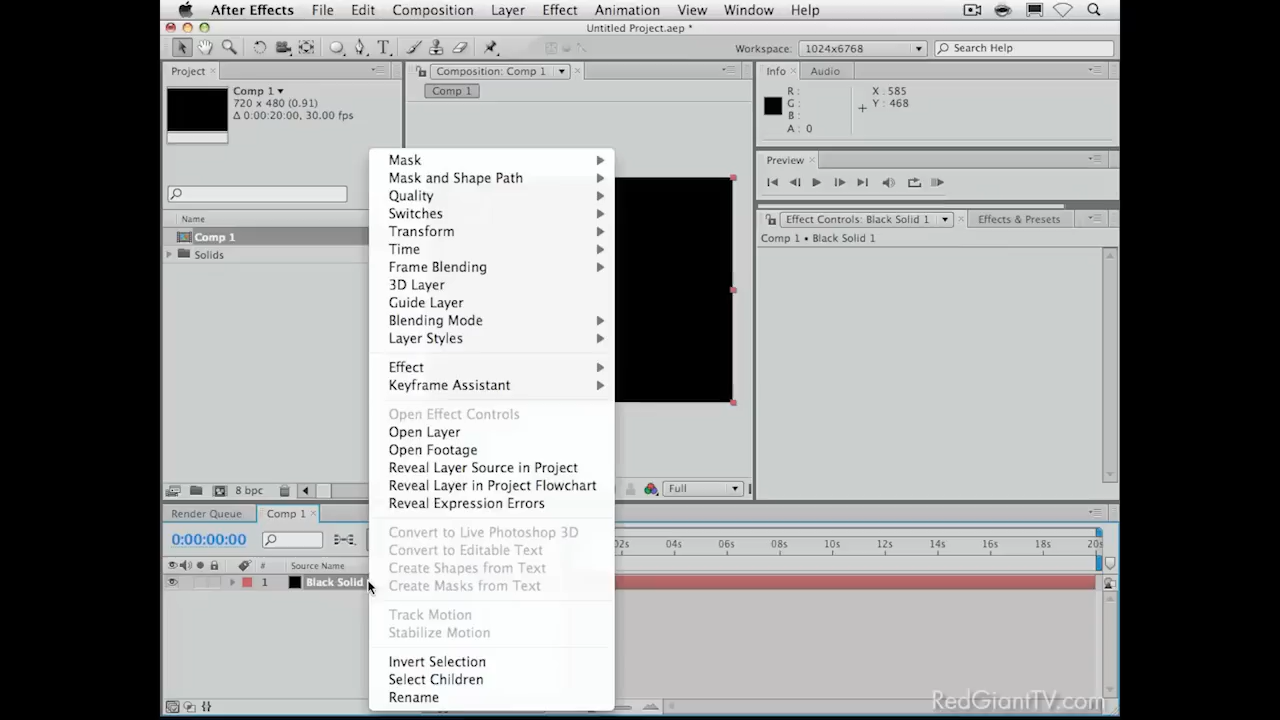 After Effects File Edit Composition Layer Effect Animation View Window Help
Untitled Project.aep *
Workspace: 1024x6768 Search Help
Project Composition: Comp 1 Info Audio
Comp 1
720 x 480 (0.91)
Δ 0:00:20:00, 30.00 fps
Comp 1
R:
G:
B:
A: 0
X: 585
Y: 468
Preview
Name
Comp 1
Solids
Effect Controls: Black Solid 1 Effects & Presets
Comp 1 • Black Solid 1
Mask
Mask and Shape Path
Quality
Switches
Transform
Time
Frame Blending
3D Layer
Guide Layer
Blending Mode
Layer Styles
Effect
Keyframe Assistant
Open Effect Controls
Open Layer
Open Footage
Reveal Layer Source in Project
Reveal Layer in Project Flowchart
Reveal Expression Errors
Convert to Live Photoshop 3D
Convert to Editable Text
Create Shapes from Text
Create Masks from Text
Track Motion
Stabilize Motion
Invert Selection
Select Children
Rename
8 bpc
Full
Render Queue Comp 1
0:00:00:00
02s 04s 06s 08s 10s 12s 14s 16s 18s 20s
# Source Name
1 Black Solid
RedGiantTV.com